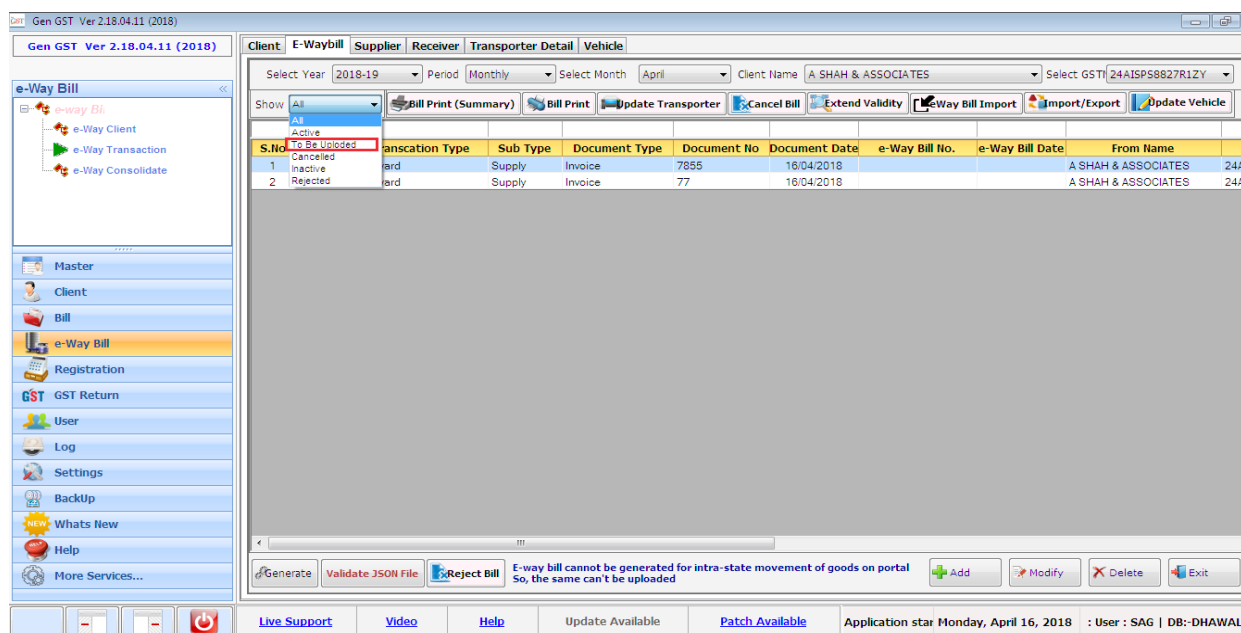 GST Gen GST Ver 2.18.04.11 (2018)
Gen GST Ver 2.18.04.11 (2018)
Client E-Waybill Supplier Receiver Transporter Detail Vehicle
Select Year 2018-19 Period Monthly Select Month April Client Name A SHAH & ASSOCIATES Select GSTI 24AISPS8827R1ZY
e-Way Bill
Show All Bill Print (Summary) Bill Print Update Transporter Cancel Bill Extend Validity eWay Bill Import Import/Export Update Vehicle
e-way Bi
e-Way Client
e-Way Transaction
e-Way Consolidate
All
Active
To Be Uploded
Cancelled
Inactive
Rejected
S.No anscation Type Sub Type Document Type Document No Document Date e-Way Bill No. e-Way Bill Date From Name
1 ard Supply Invoice 7855 16/04/2018 A SHAH & ASSOCIATES 24A
2 ard Supply Invoice 77 16/04/2018 A SHAH & ASSOCIATES 24A
Master
Client
Bill
e-Way Bill
Registration
GST GST Return
User
Log
Settings
BackUp
NEW Whats New
Help
More Services...
Generate Validate JSON File Reject Bill E-way bill cannot be generated for intra-state movement of goods on portal
So, the same can't be uploaded
Add Modify Delete Exit
Live Support Video Help Update Available Patch Available Application star Monday, April 16, 2018 : User : SAG | DB:-DHAWAL